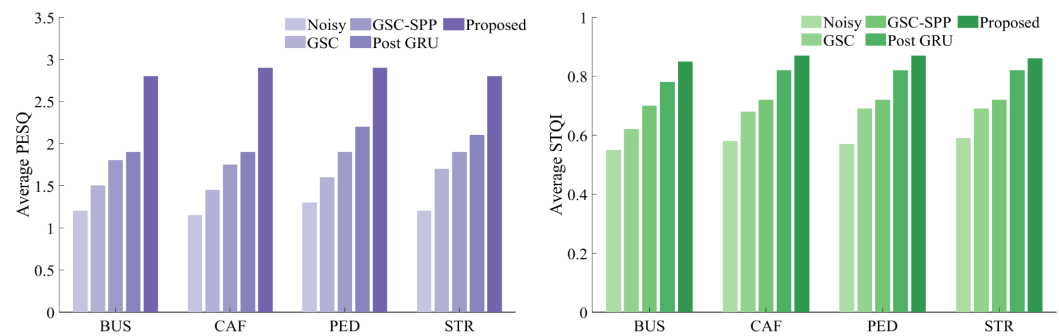 Noisy GSC-SPP Proposed
GSC Post GRU
Average PESQ
3.5
3
2.5
2
1.5
1
0.5
0
BUS CAF PED STR
Noisy GSC-SPP Proposed
GSC Post GRU
Average STQI
1
0.8
0.6
0.4
0.2
0
BUS CAF PED STR